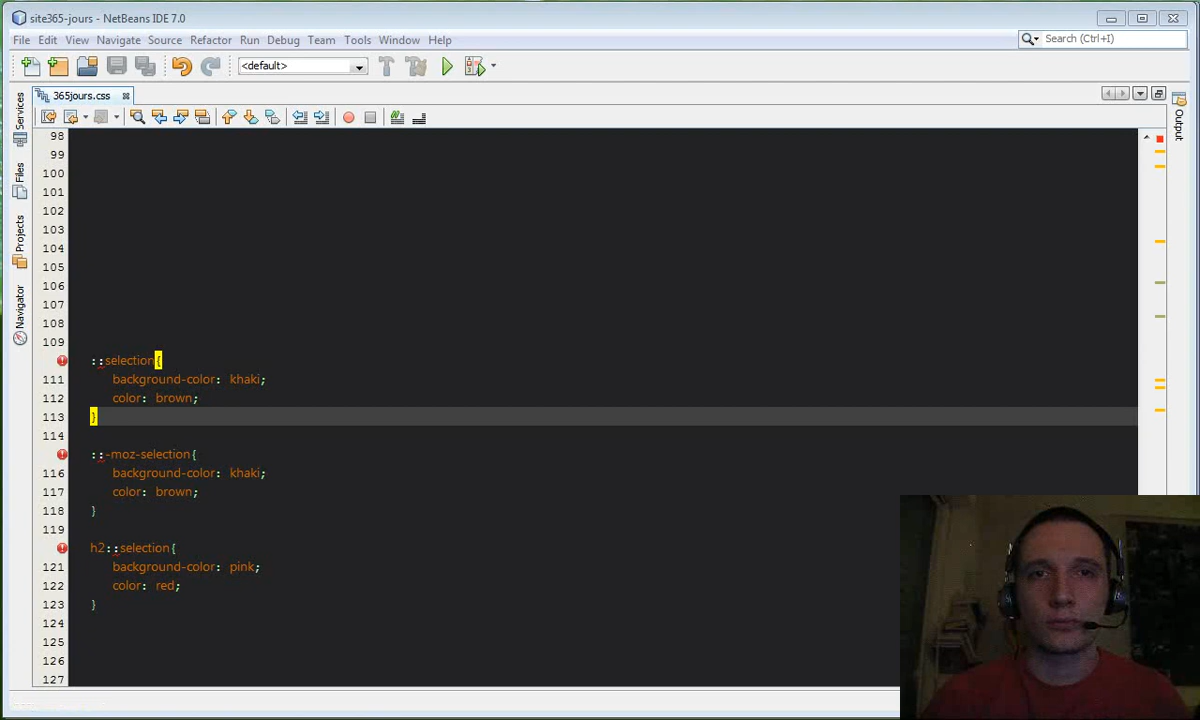 site365-jours - NetBeans IDE 7.0
File Edit View Navigate Source Refactor Run Debug Team Tools Window Help
Search (Ctrl+I)
<default>
365jours.css
Services
Files
Projects
Navigator
Output
98
99
100
101
102
103
104
105
106
107
108
109
::selection{
111 background-color: khaki;
112 color: brown;
113 }
114
::-moz-selection{
116 background-color: khaki;
117 color: brown;
118 }
119
h2::selection{
121 background-color: pink;
122 color: red;
123 }
124
125
126
127